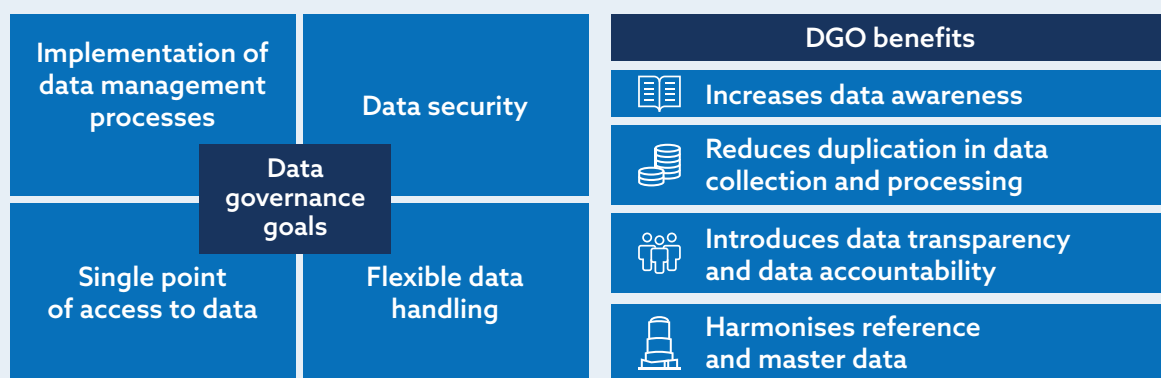 Implementation of
data management
processes
Data security
Data
governance
goals
Single point
of access to data
Flexible data
handling
DGO benefits
Increases data awareness
Reduces duplication in data
collection and processing
Introduces data transparency
and data accountability
Harmonises reference
and master data